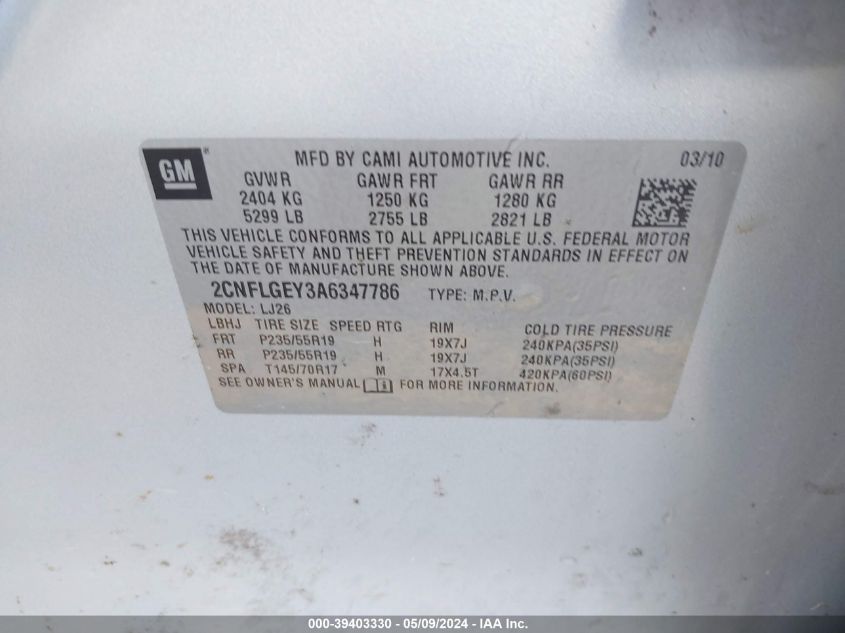 GM
MFD BY CAMI AUTOMOTIVE INC. 03/10
GVWR GAWR FRT GAWR RR
2404 KG 1250 KG 1280 KG
5299 LB 2755 LB 2821 LB
THIS VEHICLE CONFORMS TO ALL APPLICABLE U.S. FEDERAL MOTOR
VEHICLE SAFETY AND THEFT PREVENTION STANDARDS IN EFFECT ON
THE DATE OF MANUFACTURE SHOWN ABOVE.
2CNFLGEY3A6347786 TYPE: M.P.V.
MODEL: LJ26
LBHJ TIRE SIZE SPEED RTG RIM COLD TIRE PRESSURE
FRT P235/55R19 H 19X7J 240KPA(35PSI)
RR P235/55R19 H 19X7J 240KPA(35PSI)
SPA T145/70R17 M 17X4.5T 420KPA(60PSI)
SEE OWNER'S MANUAL FOR MORE INFORMATION.
000-39403330 - 05/09/2024 - IAA Inc.